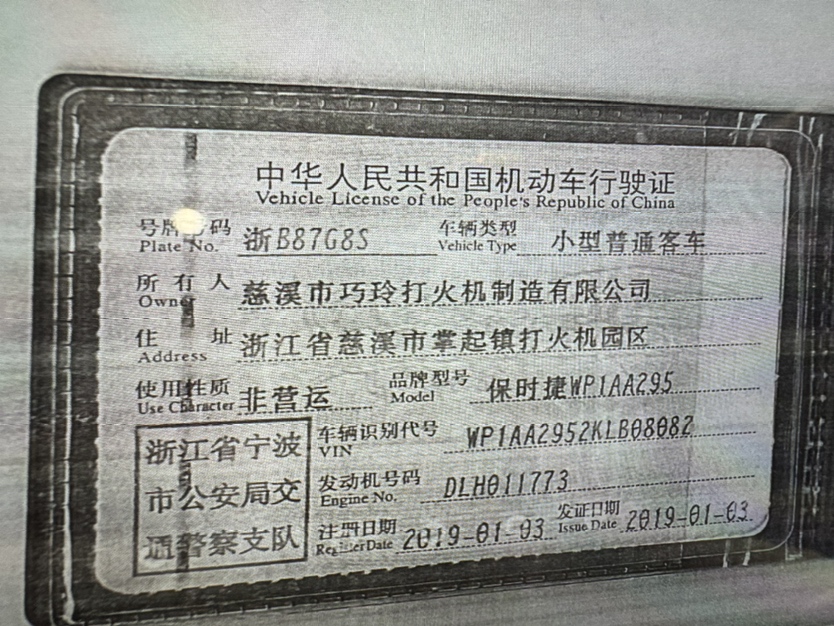 中华人民共和国机动车行驶证
Vehicle License of the People's Republic of China
号牌号码 浙B87G8S 车辆类型 小型普通客车
Plate No. Vehicle Type
所有人 慈溪市巧玲打火机制造有限公司
Owner
住址 浙江省慈溪市掌起镇打火机园区
Address
使用性质 非营运 品牌型号 保时捷WP1AA295
Use Character Model
浙江省宁波 车辆识别代号 WP1AA2952KLB08082
VIN
市公安局交 发动机号码 DLH011773
Engine No.
通警察支队 注册日期 2019-01-03 发证日期 2019-01-03
Register Date Issue Date